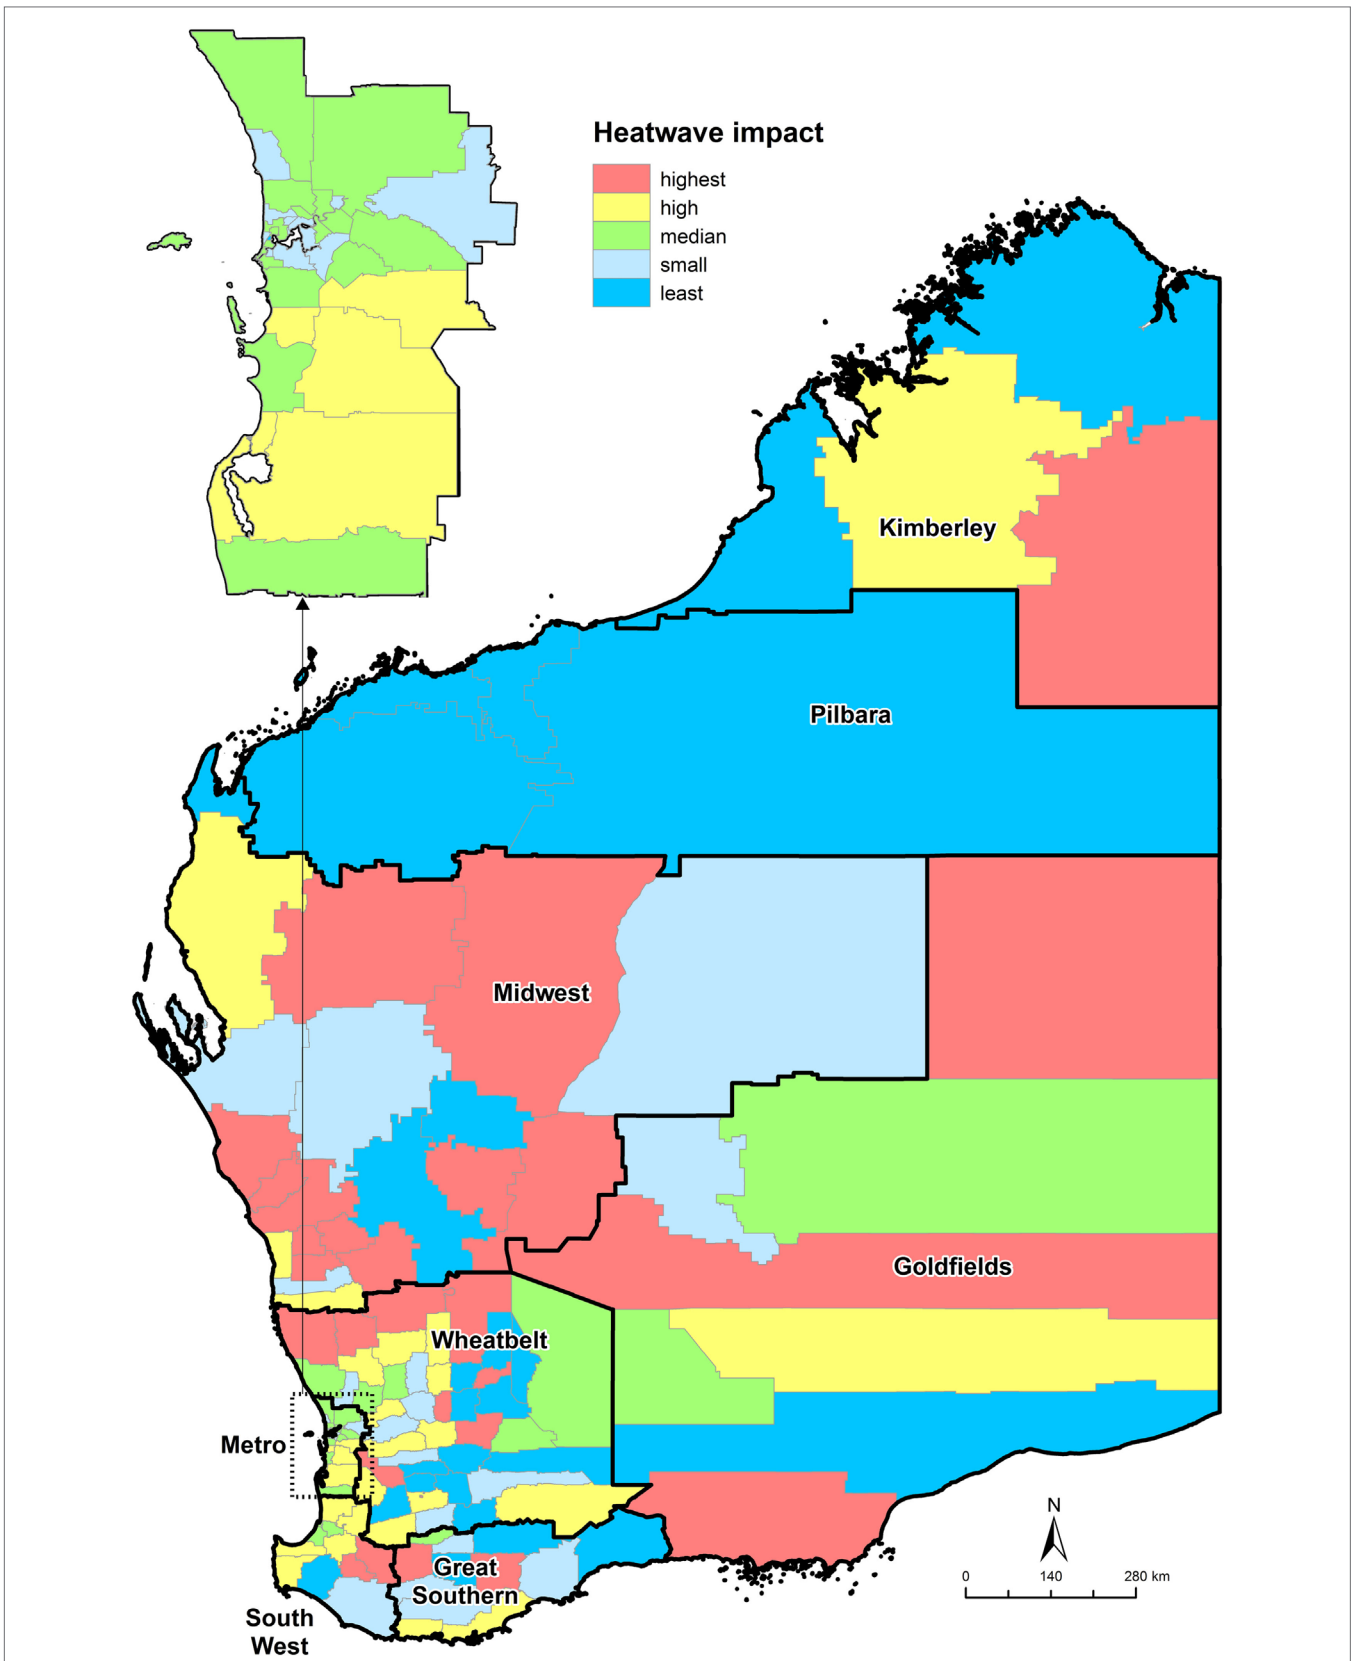 Heatwave impact
highest
high
median
small
least
Kimberley
Pilbara
Midwest
Goldfields
Wheatbelt
Metro
Great
Southern
South
West
N
0 140 280 km